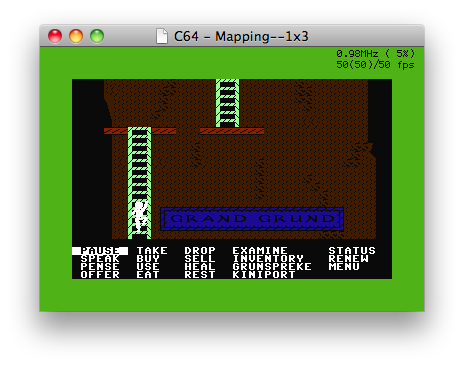 C64 - Mapping--1x3
0.98MHz ( 5%)
50(50)/50 fps
GRAND GRUND
PAUSE TAKE DROP EXAMINE STATUS
SPEAK BUY SELL INVENTORY RENEW
PENSE USE HEAL GRUNSPREKE MENU
OFFER EAT REST KINIPORT